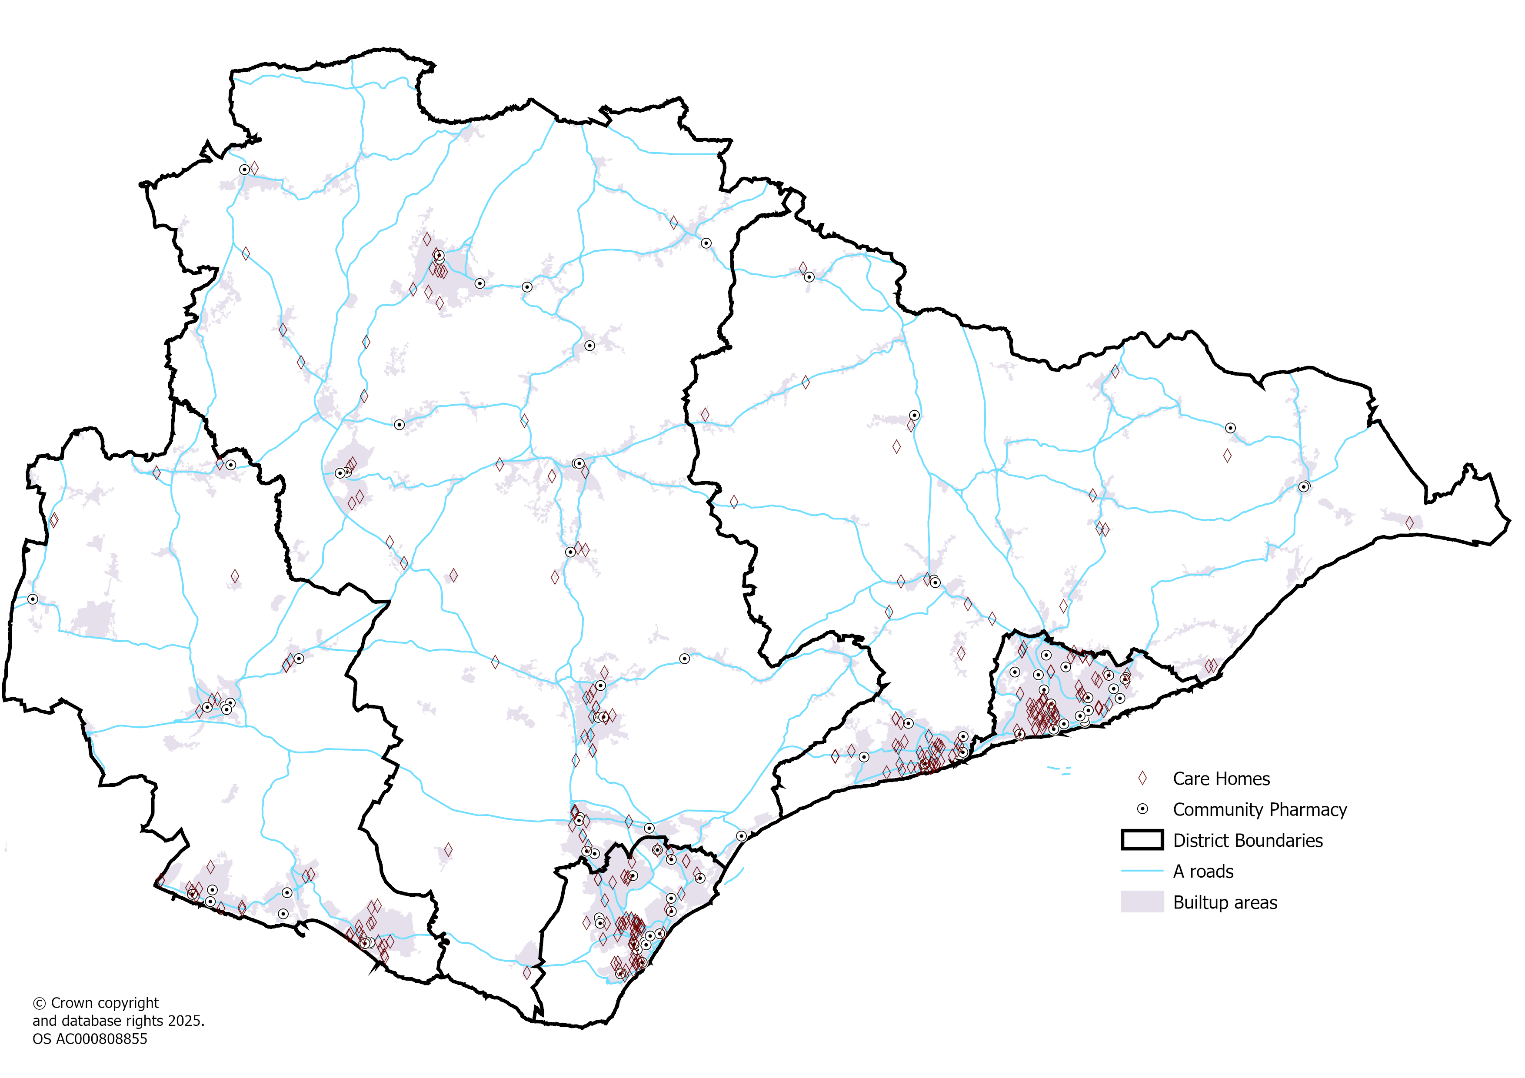 Care Homes
Community Pharmacy
District Boundaries
A roads
Builtup areas
© Crown copyright
and database rights 2025.
OS AC000808855